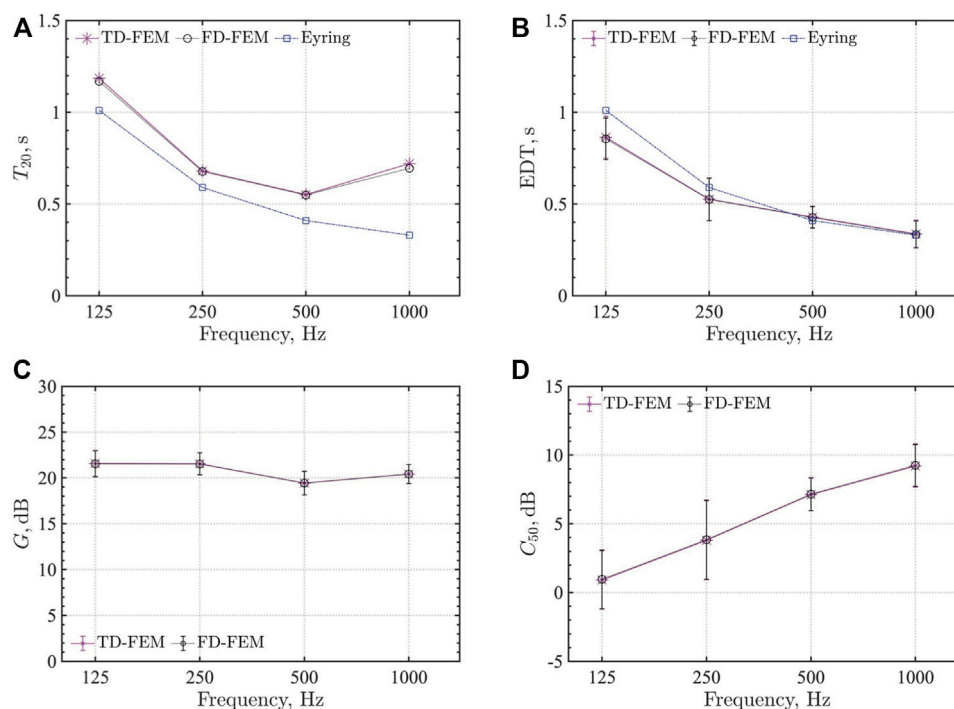 A
TD-FEM FD-FEM Eyring
1.5
1
0.5
0
T20, s
125 250 500 1000
Frequency, Hz
B
TD-FEM FD-FEM Eyring
1.5
1
0.5
0
EDT, s
125 250 500 1000
Frequency, Hz
C
30
25
20
15
10
5
0
G, dB
TD-FEM FD-FEM
125 250 500 1000
Frequency, Hz
D
TD-FEM FD-FEM
15
10
5
0
-5
C50, dB
125 250 500 1000
Frequency, Hz